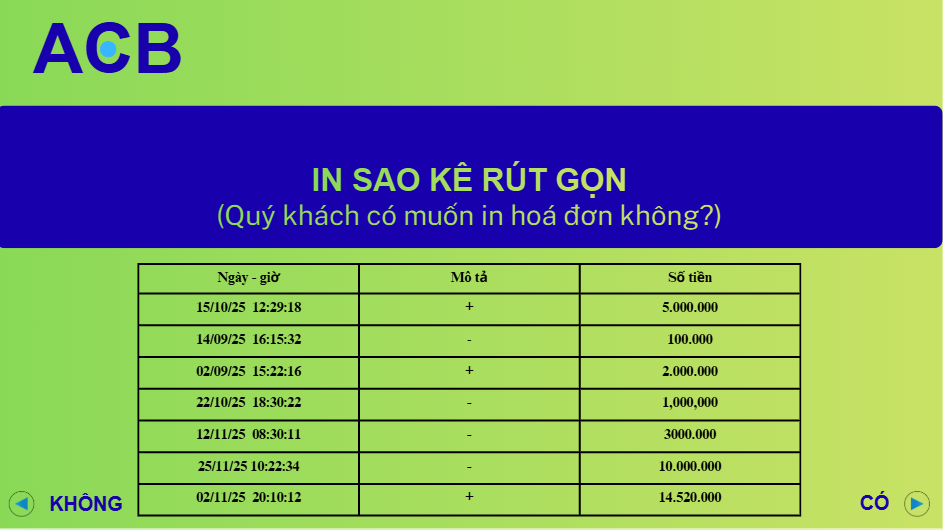 ACB
IN SAO KÊ RÚT GỌN
(Quý khách có muốn in hoá đơn không?)
Ngày - giờ Mô tả Số tiền
15/10/25 12:29:18 + 5.000.000
14/09/25 16:15:32 - 100.000
02/09/25 15:22:16 + 2.000.000
22/10/25 18:30:22 - 1,000,000
12/11/25 08:30:11 - 3000.000
25/11/25 10:22:34 - 10.000.000
02/11/25 20:10:12 + 14.520.000
KHÔNG CÓ